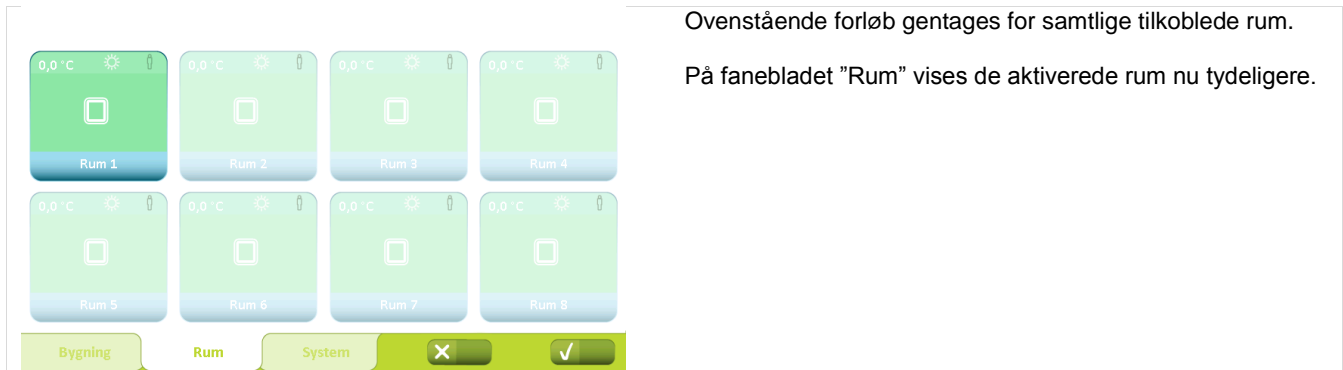 0,0 °C
0,0 °C
0,0 °C
0,0 °C
Rum 1
Rum 2
Rum 3
Rum 4
0,0 °C
0,0 °C
0,0 °C
0,0 °C
Rum 5
Rum 6
Rum 7
Rum 8
Bygning
Rum
System
Ovenstående forløb gentages for samtlige tilkoblede rum.
På fanebladet ”Rum” vises de aktiverede rum nu tydeligere.